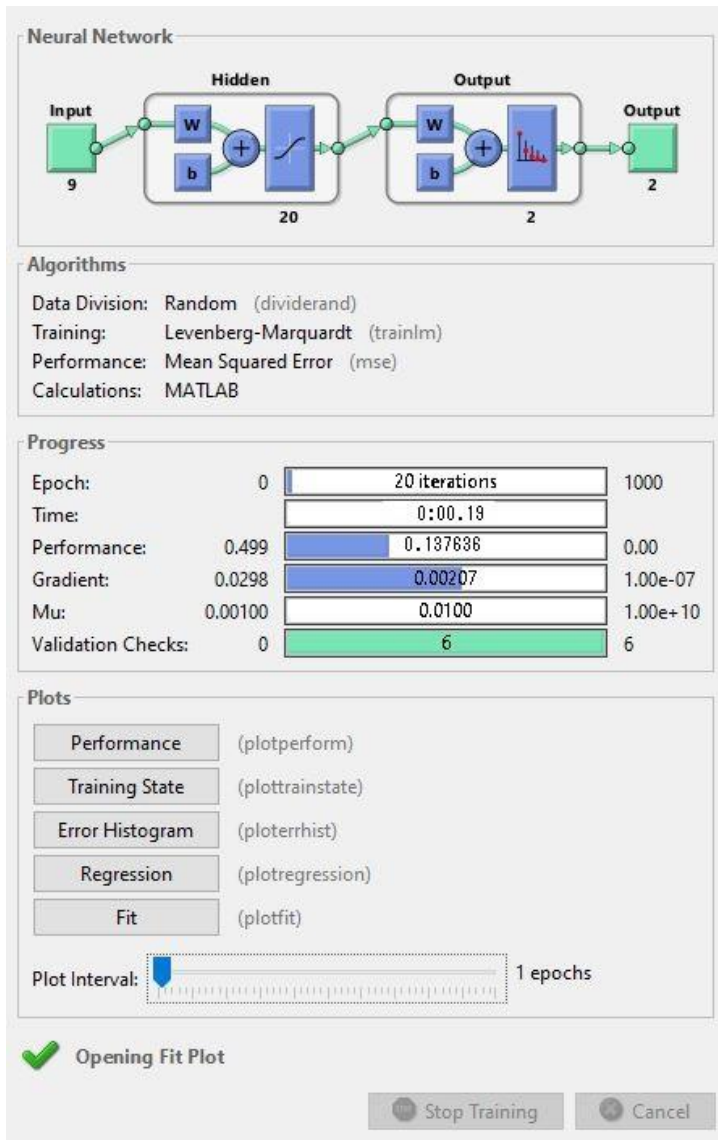 Neural Network
Hidden
Output
Input
Output
W
W
b
b
9
20
2
2
Algorithms
Data Division: Random (dividerand)
Training: Levenberg-Marquardt (trainlm)
Performance: Mean Squared Error (mse)
Calculations: MATLAB
Progress
Epoch: 0 20 iterations 1000
Time: 0:00.19
Performance: 0.499 0.137636 0.00
Gradient: 0.0298 0.00207 1.00e-07
Mu: 0.00100 0.0100 1.00e+10
Validation Checks: 0 6 6
Plots
Performance (plotperform)
Training State (plottrainstate)
Error Histogram (ploterrhist)
Regression (plotregression)
Fit (plotfit)
Plot Interval: 1 epochs
Opening Fit Plot
Stop Training Cancel